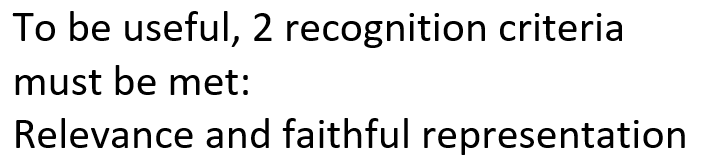 To be useful, 2 recognition criteria
must be met:
Relevance and faithful representation